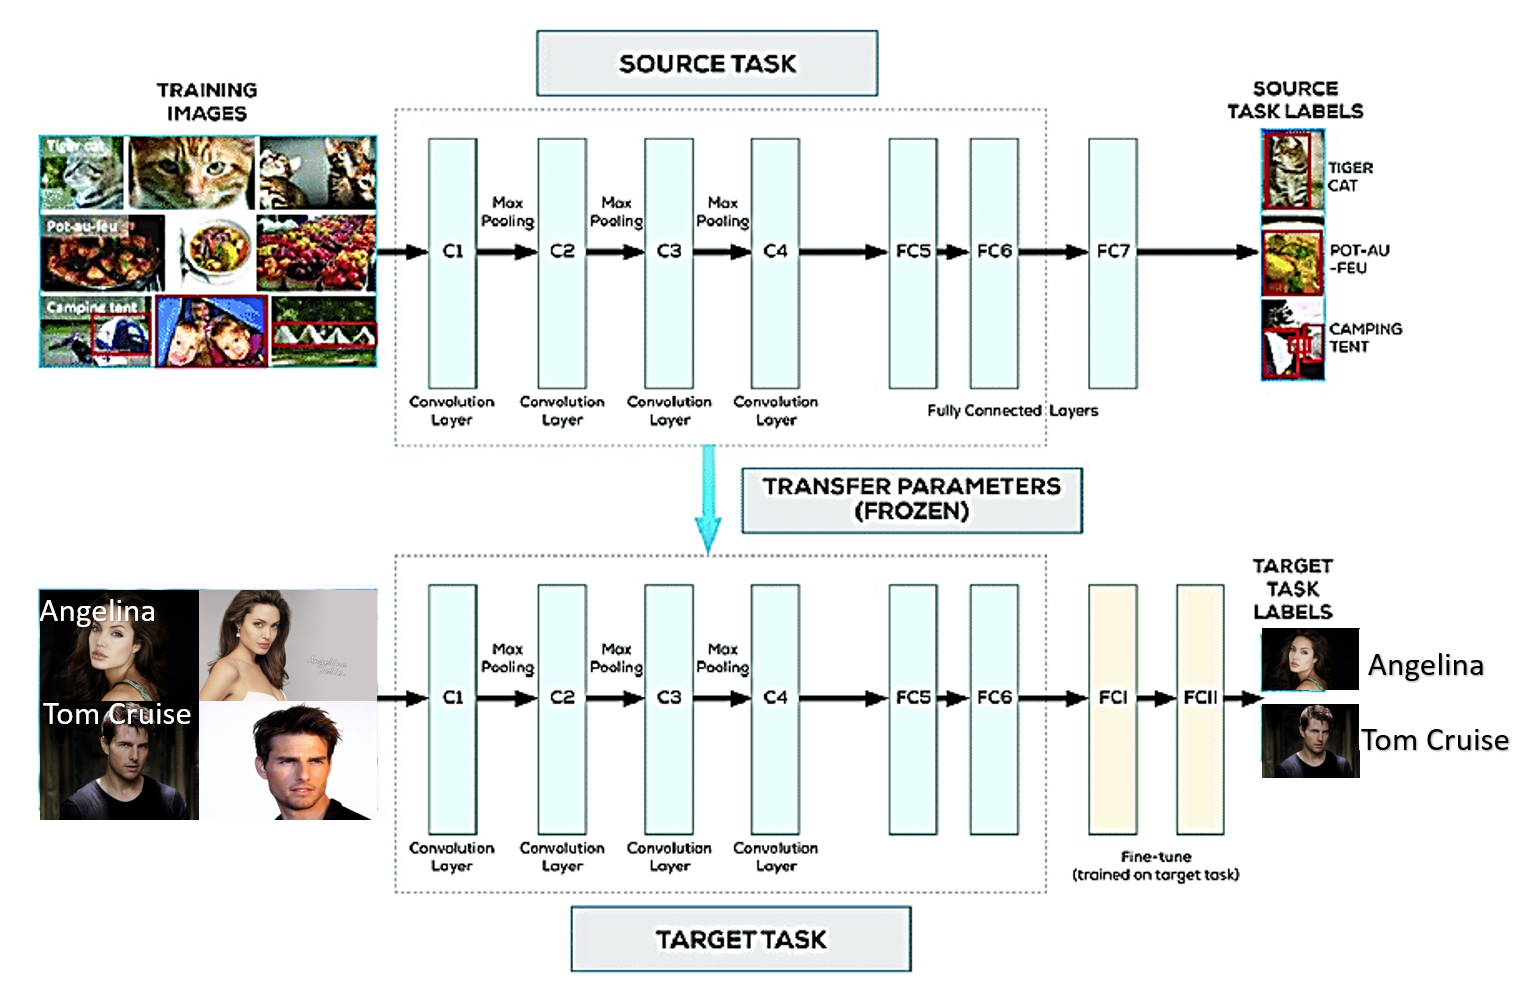 SOURCE TASK
TRAINING
IMAGES
SOURCE
TASK LABELS
Tiger cat
Pot-au-feu
Camping tent
Max
Pooling
Max
Pooling
Max
Pooling
C1
C2
C3
C4
FC5
FC6
FC7
TIGER
CAT
POT-AU
-FEU
CAMPING
TENT
Convolution
Layer
Convolution
Layer
Convolution
Layer
Convolution
Layer
Fully Connected Layers
TRANSFER PARAMETERS
(FROZEN)
TARGET
TASK
LABELS
Angelina
Tom Cruise
Max
Pooling
Max
Pooling
Max
Pooling
C1
C2
C3
C4
FC5
FC6
FCI
FCII
Angelina
Tom Cruise
Convolution
Layer
Convolution
Layer
Convolution
Layer
Convolution
Layer
Fine-tune
(trained on target task)
TARGET TASK